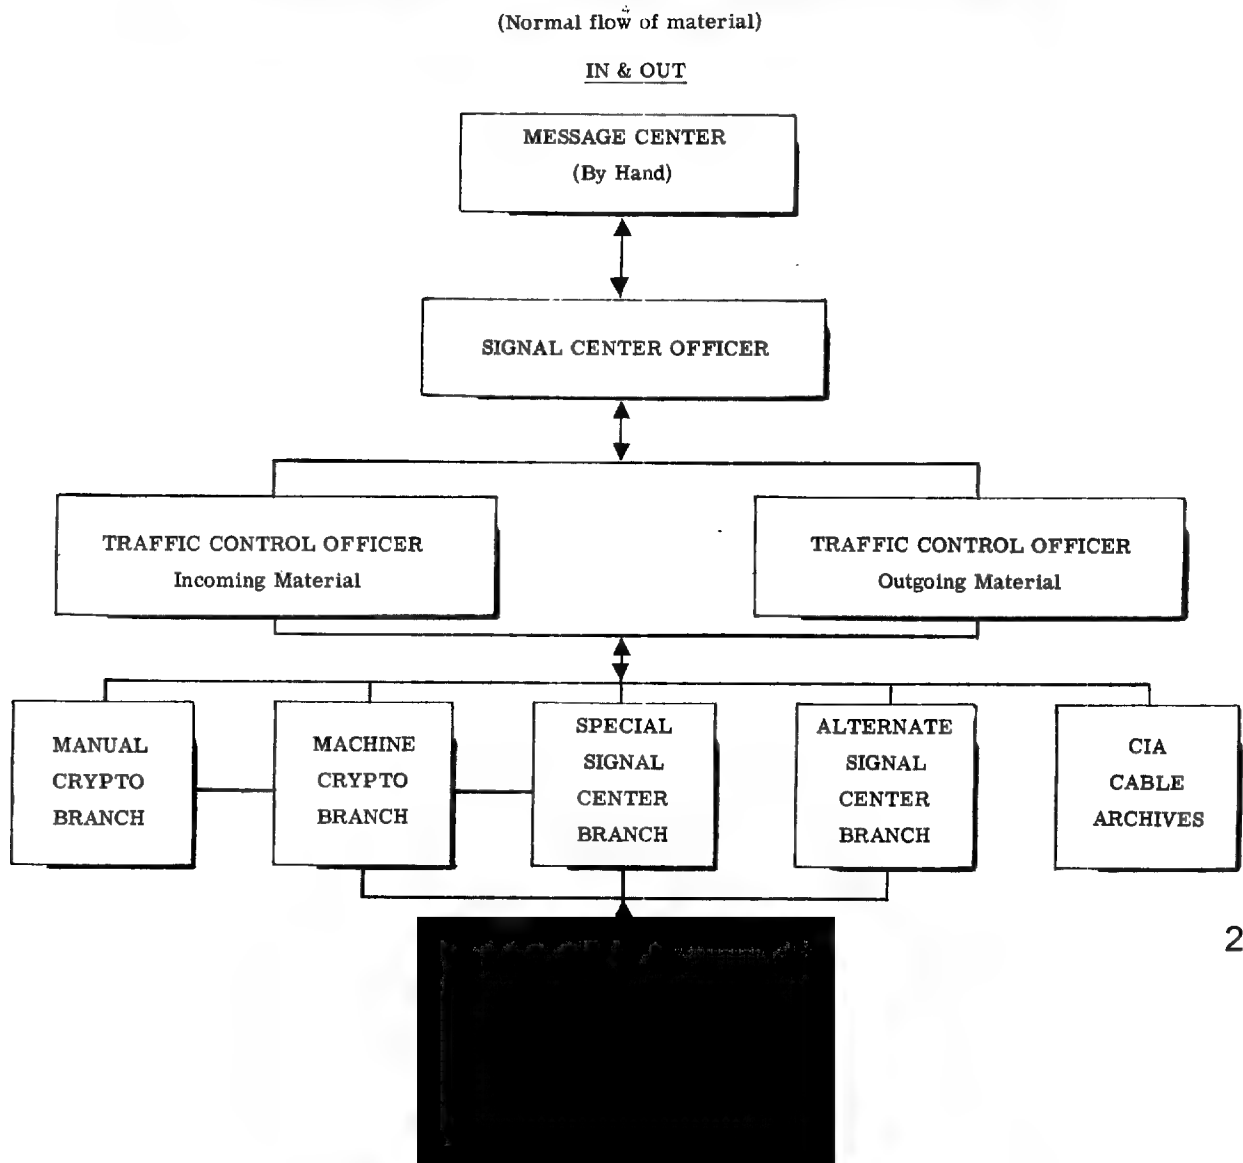 (Normal flow of material)
IN & OUT
MESSAGE CENTER
(By Hand)
SIGNAL CENTER OFFICER
TRAFFIC CONTROL OFFICER
Incoming Material
TRAFFIC CONTROL OFFICER
Outgoing Material
MANUAL
CRYPTO
BRANCH
MACHINE
CRYPTO
BRANCH
SPECIAL
SIGNAL
CENTER
BRANCH
ALTERNATE
SIGNAL
CENTER
BRANCH
CIA
CABLE
ARCHIVES
2